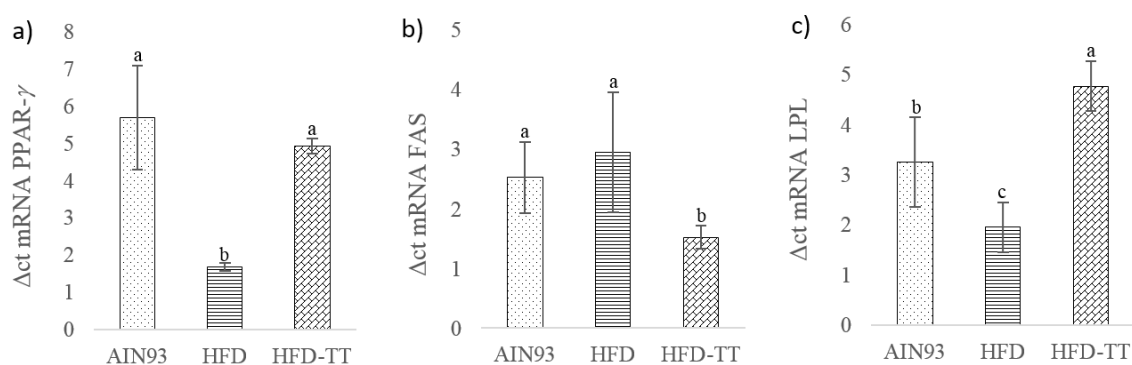 a)
Δct mRNA PPAR-γ
8
7
6
5
4
3
2
1
0
a
b
a
AIN93 HFD HFD-TT
b)
Δct mRNA FAS
5
4
3
2
1
0
a
a
b
AIN93 HFD HFD-TT
c)
Δct mRNA LPL
6
5
4
3
2
1
0
b
c
a
AIN93 HFD HFD-TT